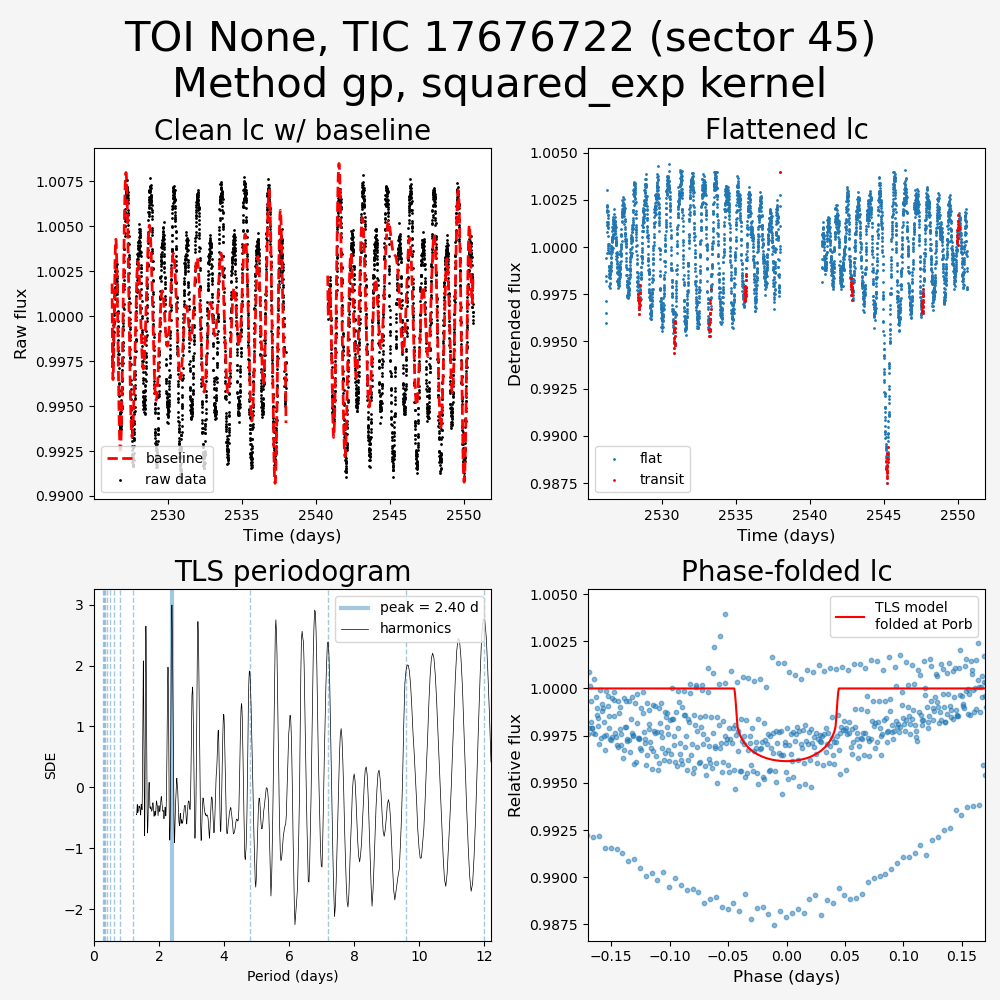 TOI None, TIC 17676722 (sector 45)
Method gp, squared_exp kernel
Clean lc w/ baseline
Raw flux
1.0075
1.0050
1.0025
1.0000
0.9975
0.9950
0.9925
0.9900
baseline
raw data
2530
2535
2540
2545
2550
Time (days)
Flattened lc
Detrended flux
1.0050
1.0025
1.0000
0.9975
0.9950
0.9925
0.9900
0.9875
flat
transit
2530
2535
2540
2545
2550
Time (days)
TLS periodogram
SDE
3
2
1
0
−1
−2
peak = 2.40 d
harmonics
0
2
4
6
8
10
12
Period (days)
Phase-folded lc
Relative flux
1.0050
1.0025
1.0000
0.9975
0.9950
0.9925
0.9900
0.9875
TLS model
folded at Porb
−0.15
−0.10
−0.05
0.00
0.05
0.10
0.15
Phase (days)